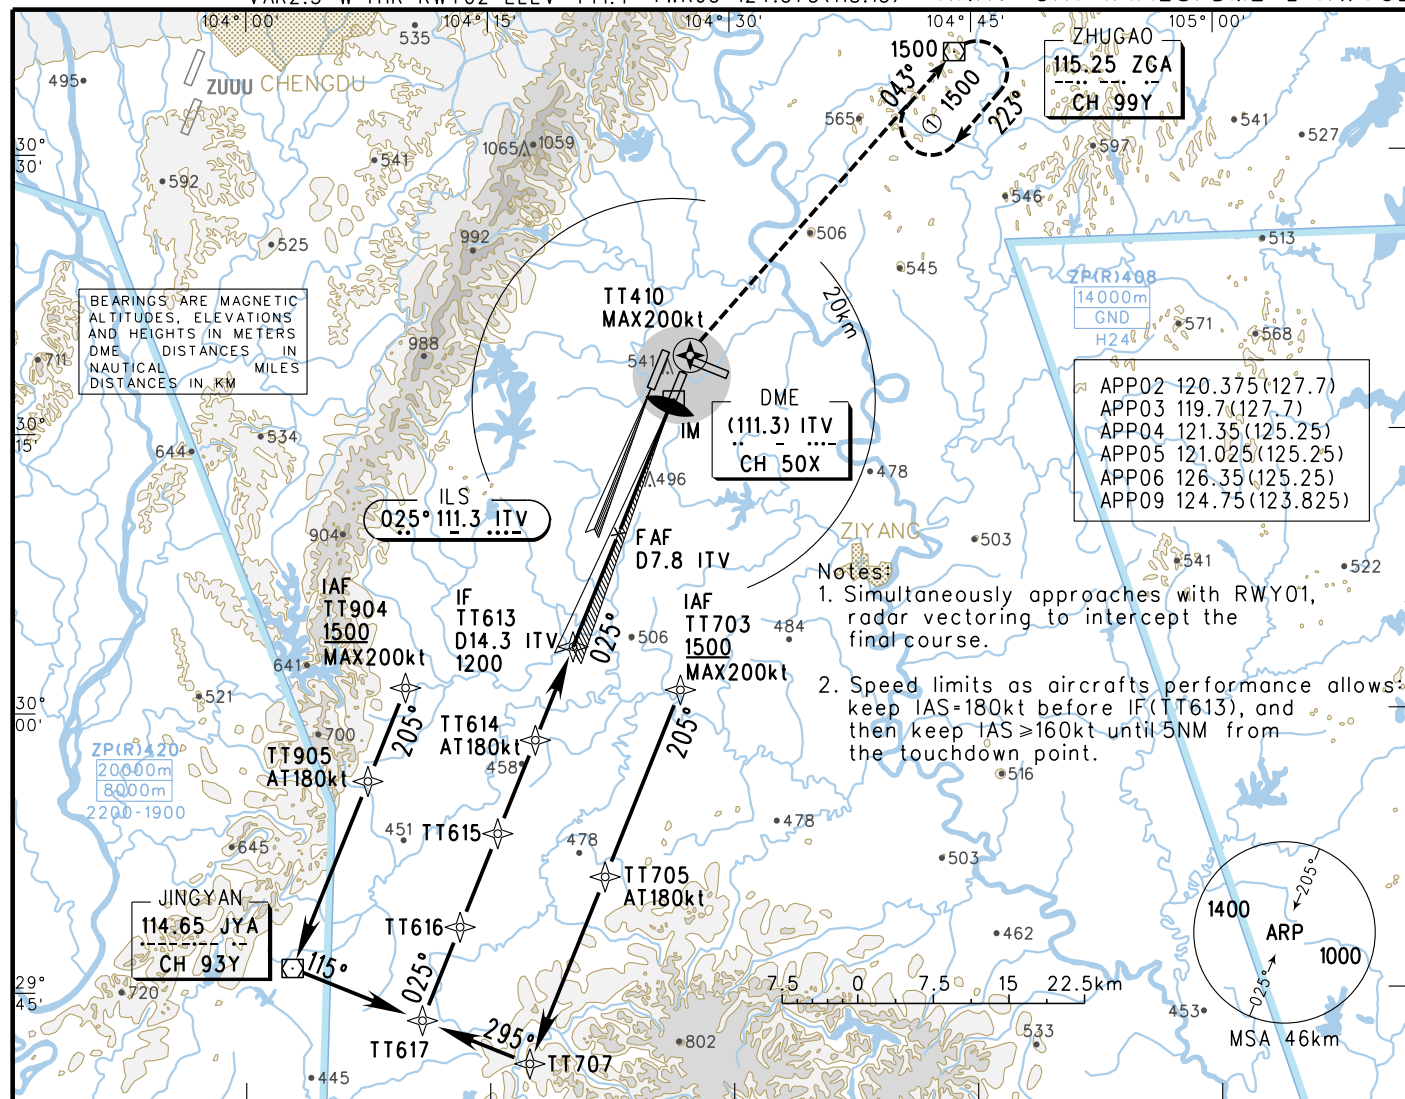 104°00'
104°15'
104°30'
104°45'
105°00'
535
495
ZUUU CHENGDU
1500
043°
1500
1
223°
ZHUGAO
115.25 ZGA
CH 99Y
565
541
527
597
30°
30'
1065
1059
541
592
546
992
525
506
545
513
BEARINGS ARE MAGNETIC
ALTITUDES, ELEVATIONS
AND HEIGHTS IN METERS
DME DISTANCES IN
NAUTICAL MILES
DISTANCES IN KM
TT410
MAX200kt
20km
ZP(R)408
14000m
GND
H24
571
568
711
988
541
IM
DME
(111.3) ITV
CH 50X
APP02 120.375(127.7)
APP03 119.7(127.7)
APP04 121.35(125.25)
APP05 121.025(125.25)
APP06 126.35(125.25)
APP09 124.75(123.825)
30°
15'
534
644
496
478
ILS
025° 111.3 ITV
904
FAF
D7.8 ITV
ZIYANG
503
541
522
Notes:
1. Simultaneously approaches with RWY01,
radar vectoring to intercept the
final course.
2. Speed limits as aircrafts performance allows:
keep IAS=180kt before IF(TT613), and
then keep IAS≥160kt until 5NM from
the touchdown point.
IAF
TT904
1500
MAX200kt
IF
TT613
D14.3 ITV
1200
025°
506
IAF
TT703
1500
MAX200kt
484
641
521
205°
205°
30°
00'
700
TT905
AT180kt
TT614
AT180kt
458
516
ZP(R)420
20000m
8000m
2200-1900
451
TT615
478
478
645
503
TT705
AT180kt
JINGYAN
114.65 JYA
CH 93Y
TT616
462
1400
205°
ARP
1000
025°
MSA 46km
115°
025°
29°
45'
720
7.5 0 7.5 15 22.5km
453
295°
TT617
TT707
802
533
445